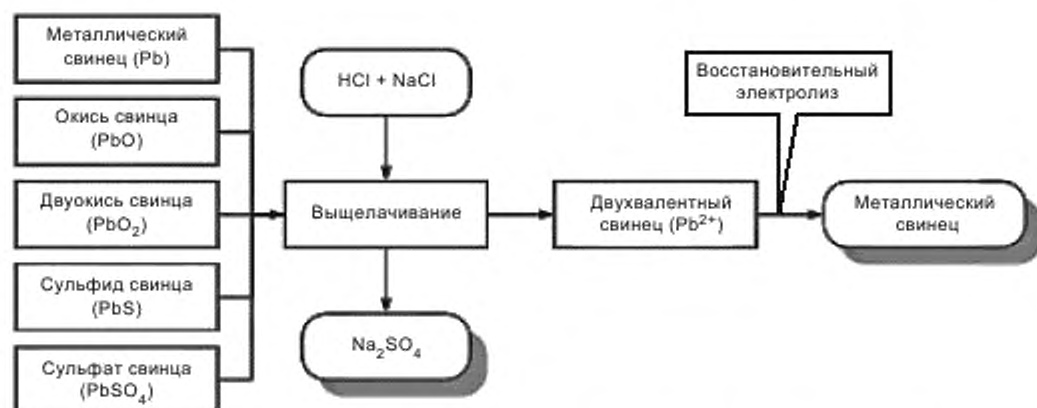 Металлический
свинец (Pb)
Окись свинца
(PbO)
Двуокись свинца
(PbO₂)
Сульфид свинца
(PbS)
Сульфат свинца
(PbSO₄)
HCl + NaCl
Выщелачивание
Na₂SO₄
Двухвалентный
свинец (Pb²⁺)
Восстановительный
электролиз
Металлический
свинец